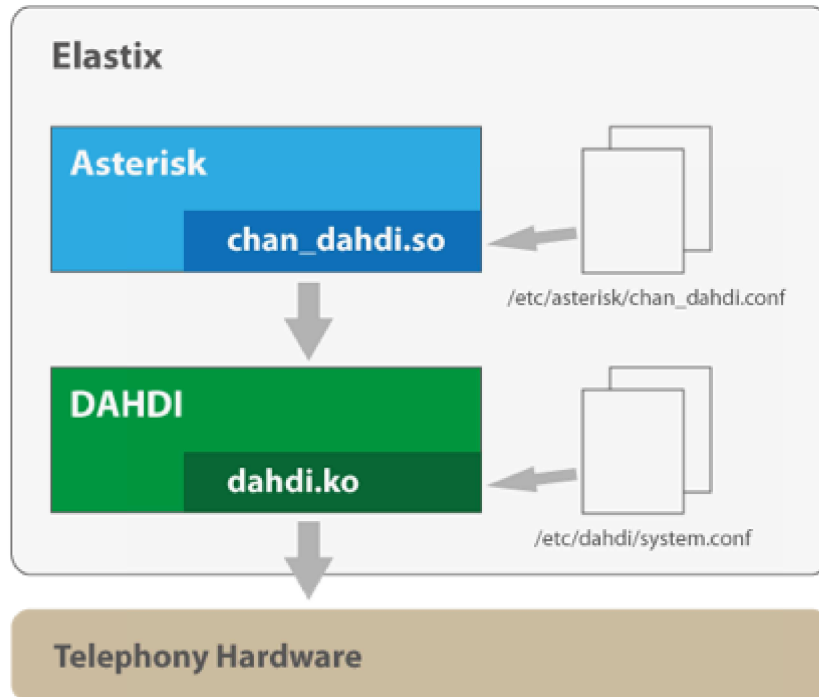 Elastix
Asterisk
chan_dahdi.so
/etc/asterisk/chan_dahdi.conf
DAHDI
dahdi.ko
/etc/dahdi/system.conf
Telephony Hardware